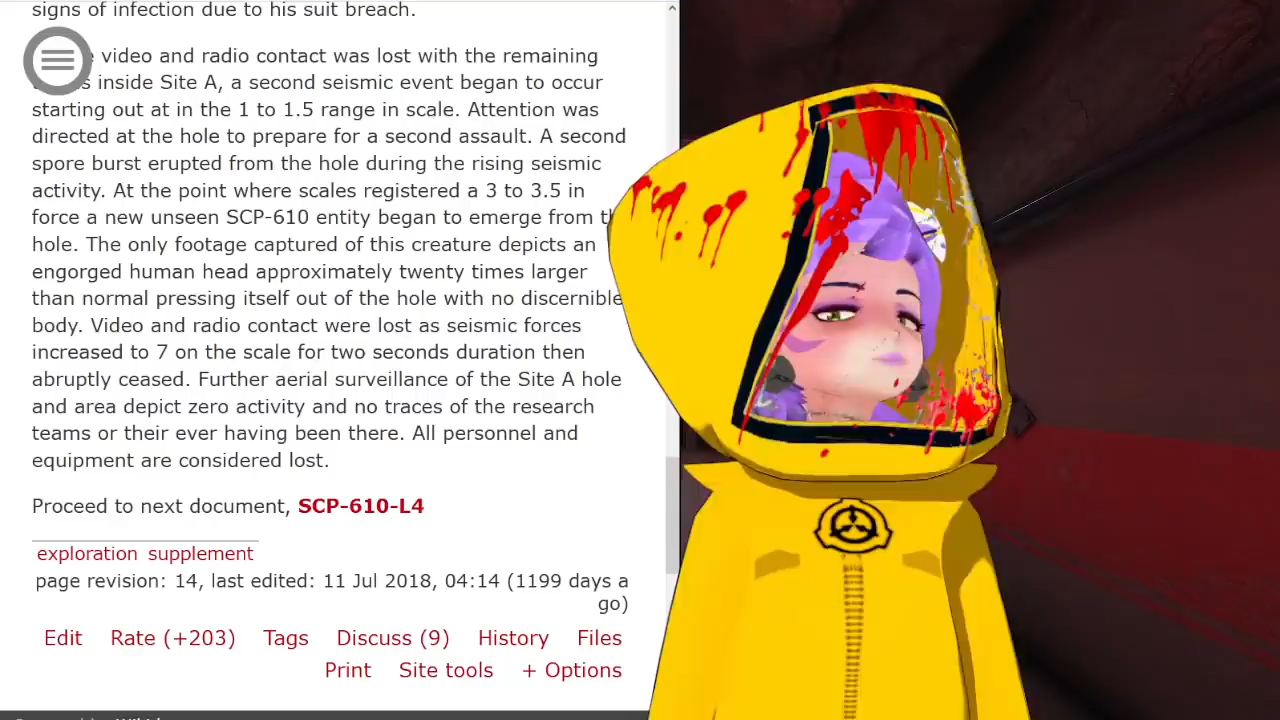 signs of infection due to his suit breach.
video and radio contact was lost with the remaining
inside Site A, a second seismic event began to occur
starting out at in the 1 to 1.5 range in scale. Attention was
directed at the hole to prepare for a second assault. A second
spore burst erupted from the hole during the rising seismic
activity. At the point where scales registered a 3 to 3.5 in
force a new unseen SCP-610 entity began to emerge from
hole. The only footage captured of this creature depicts an
engorged human head approximately twenty times larger
than normal pressing itself out of the hole with no discernible
body. Video and radio contact were lost as seismic forces
increased to 7 on the scale for two seconds duration then
abruptly ceased. Further aerial surveillance of the Site A hole
and area depict zero activity and no traces of the research
teams or their ever having been there. All personnel and
equipment are considered lost.
Proceed to next document, SCP-610-L4
exploration supplement
page revision: 14, last edited: 11 Jul 2018, 04:14 (1199 days a
go)
Edit Rate (+203) Tags Discuss (9) History Files
Print Site tools + Options